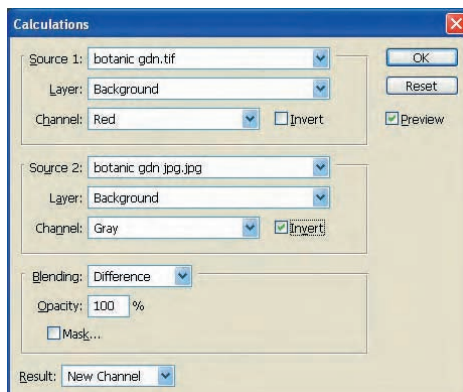 Calculations
Source 1: botanic gdn.tif
OK
Layer: Background
Reset
Channel: Red
Invert
Preview
Source 2: botanic gdn jpg.jpg
Layer: Background
Channel: Gray
Invert
Blending: Difference
Opacity: 100 %
Mask...
Result: New Channel